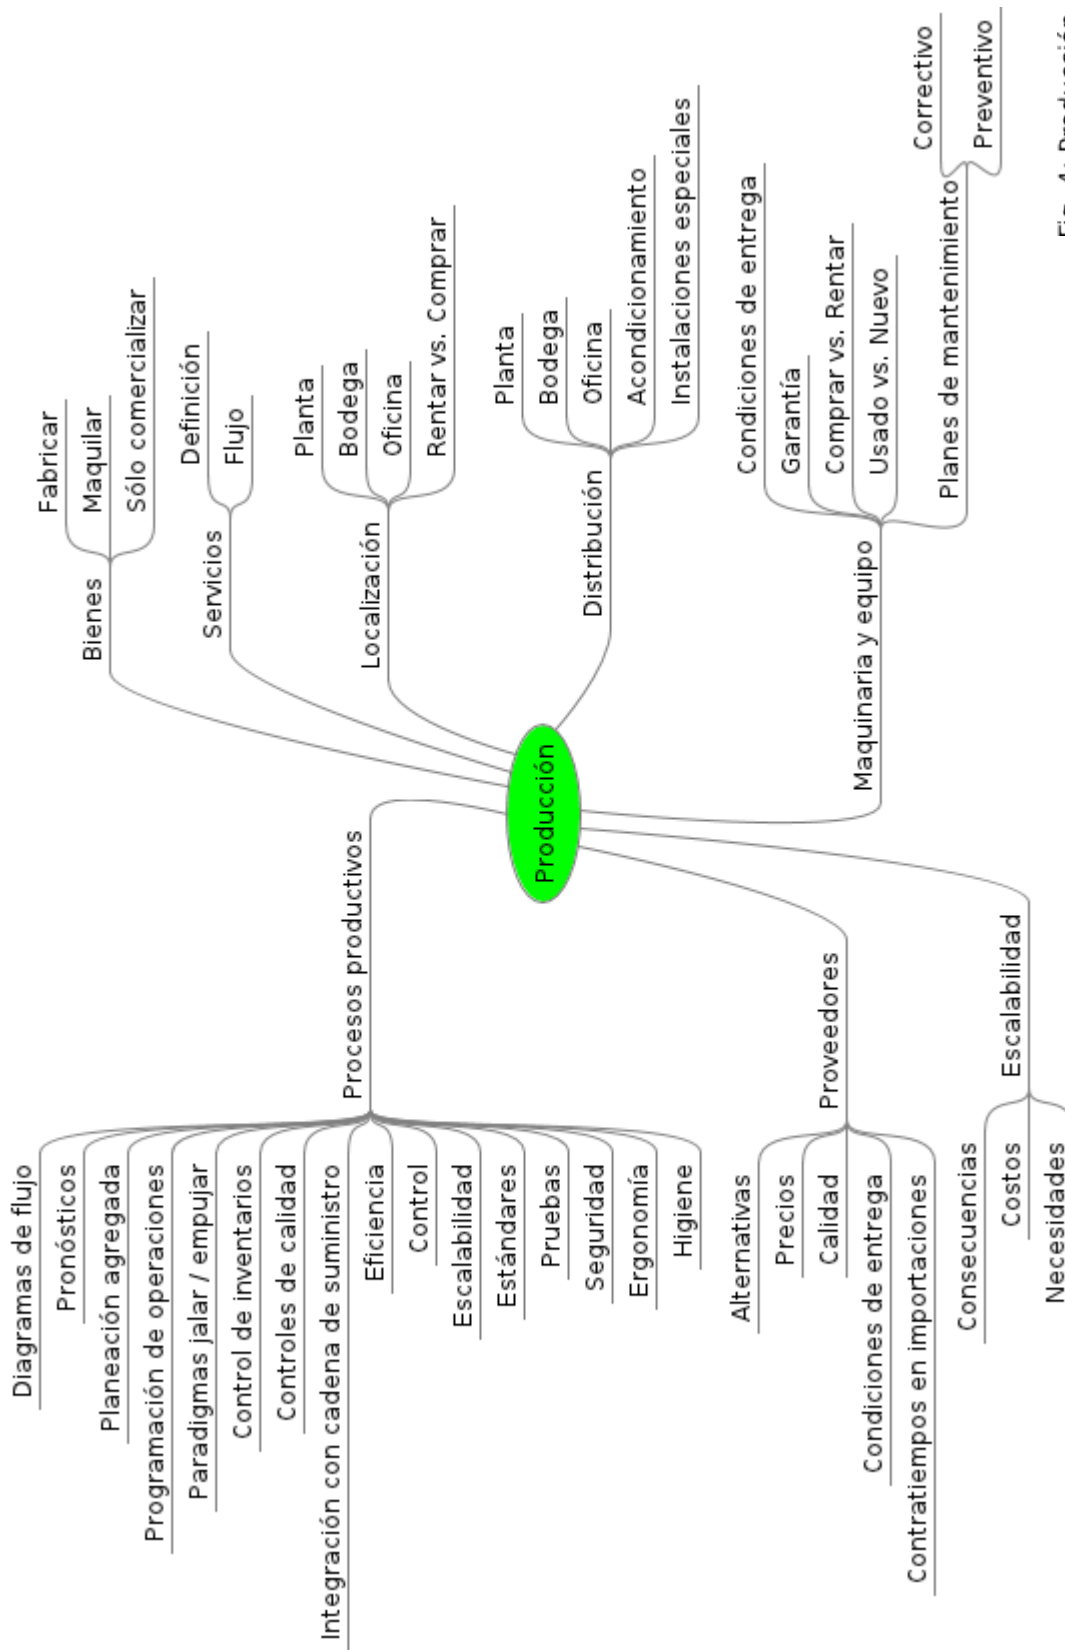 Producción
Procesos productivos
Diagramas de flujo
Pronósticos
Planeación agregada
Programación de operaciones
Paradigmas jalar / empujar
Control de inventarios
Controles de calidad
Integración con cadena de suministro
Eficiencia
Control
Escalabilidad
Estándares
Pruebas
Seguridad
Ergonomía
Higiene
Proveedores
Alternativas
Precios
Calidad
Condiciones de entrega
Contratiempos en importaciones
Escalabilidad
Consecuencias
Costos
Necesidades
Bienes
Fabricar
Maquilar
Sólo comercializar
Servicios
Definición
Flujo
Localización
Planta
Bodega
Oficina
Rentar vs. Comprar
Distribución
Planta
Bodega
Oficina
Acondicionamiento
Instalaciones especiales
Maquinaria y equipo
Condiciones de entrega
Garantía
Comprar vs. Rentar
Usado vs. Nuevo
Planes de mantenimiento
Correctivo
Preventivo
Fig. 4: Producción